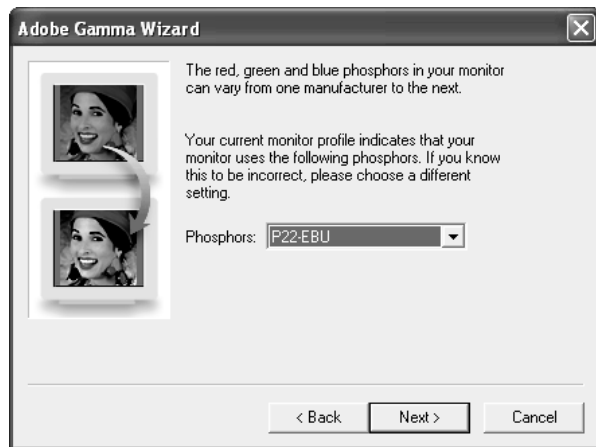 Adobe Gamma Wizard
The red, green and blue phosphors in your monitor
can vary from one manufacturer to the next.
Your current monitor profile indicates that your
monitor uses the following phosphors. If you know
this to be incorrect, please choose a different
setting.
Phosphors: P22-EBU
< Back Next > Cancel